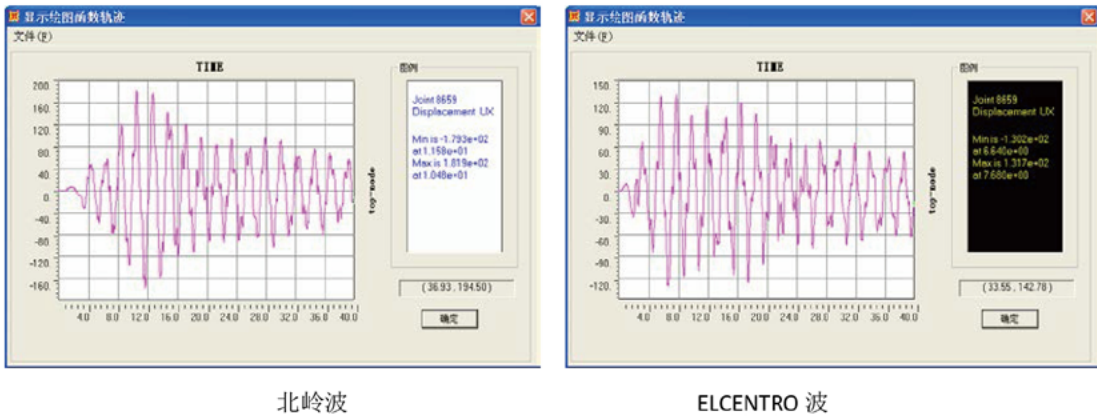 显示绘图函数轨迹
文件(F)
TIME
200.
160.
120.
80.
40.
0.
-40.
-80.
-120.
-160.
4.0 8.0 12.0 16.0 20.0 24.0 28.0 32.0 36.0 40.0
top-node
图例
Joint 8659
Displacement UX
Min is -1.793e+02
at 1.158e+01
Max is 1.819e+02
at 1.048e+01
(36.93 , 194.50)
确定
北岭波
显示绘图函数轨迹
文件(F)
TIME
150.
120.
90.
60.
30.
0.
-30.
-60.
-90.
-120.
4.0 8.0 12.0 16.0 20.0 24.0 28.0 32.0 36.0 40.0
top-node
图例
Joint 8659
Displacement UX
Min is -1.302e+02
at 6.640e+00
Max is 1.317e+02
at 7.680e+00
(33.55 , 142.78)
确定
ELCENTRO 波